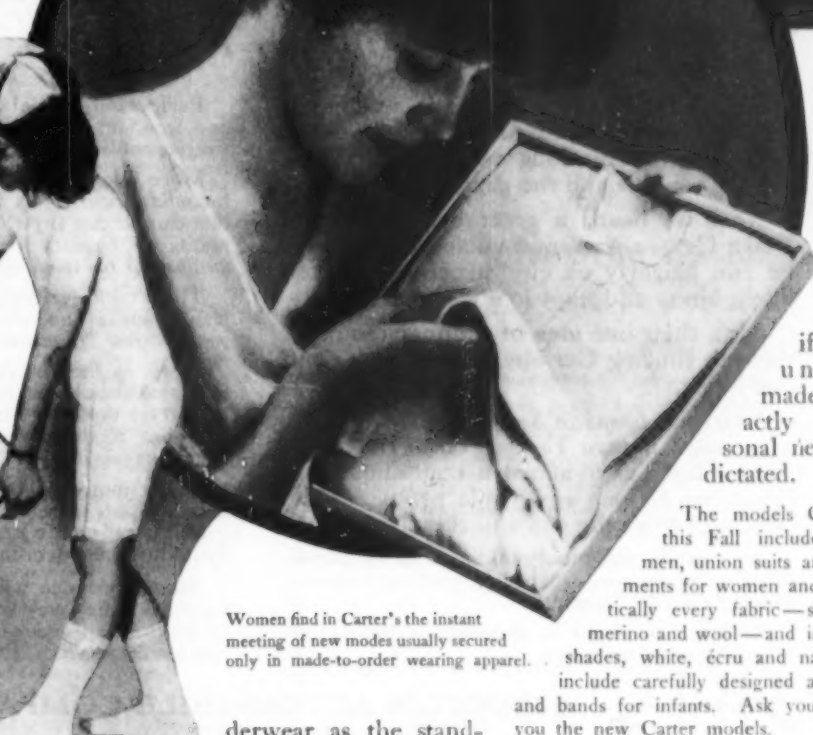 Women find in Carter's the instant
meeting of new modes usually secured
only in made-to-order wearing apparel.
derwear as the stand-
if
un
made
actly
sonal ne
dictated.
The models C
this Fall include
men, union suits a
ments for women and
tically every fabric—s
merino and wool—and i
shades, white, écru and na
include carefully designed a
and bands for infants. Ask you
you the new Carter models.